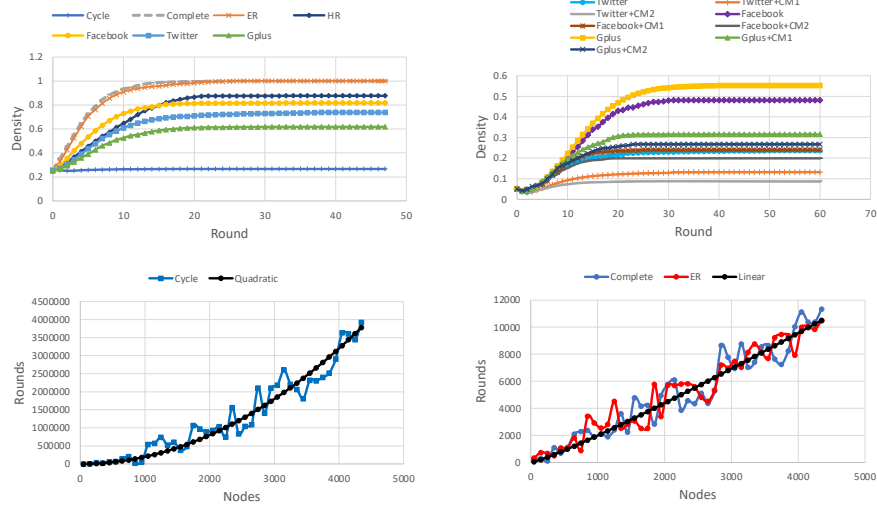 Cycle Complete ER HR
Facebook Twitter Gplus
1.2
1
0.8
0.6
0.4
0.2
0
Density
0 10 20 30 40 50
Round
Twitter Twitter+CM1
Twitter+CM2 Facebook
Facebook+CM1 Facebook+CM2
Gplus Gplus+CM1
Gplus+CM2
0.6
0.5
0.4
0.3
0.2
0.1
0
Density
0 10 20 30 40 50 60 70
Round
Cycle Quadratic
4500000
4000000
3500000
3000000
2500000
2000000
1500000
1000000
500000
0
Rounds
0 1000 2000 3000 4000 5000
Nodes
Complete ER Linear
12000
10000
8000
6000
4000
2000
0
Rounds
0 1000 2000 3000 4000 5000
Nodes